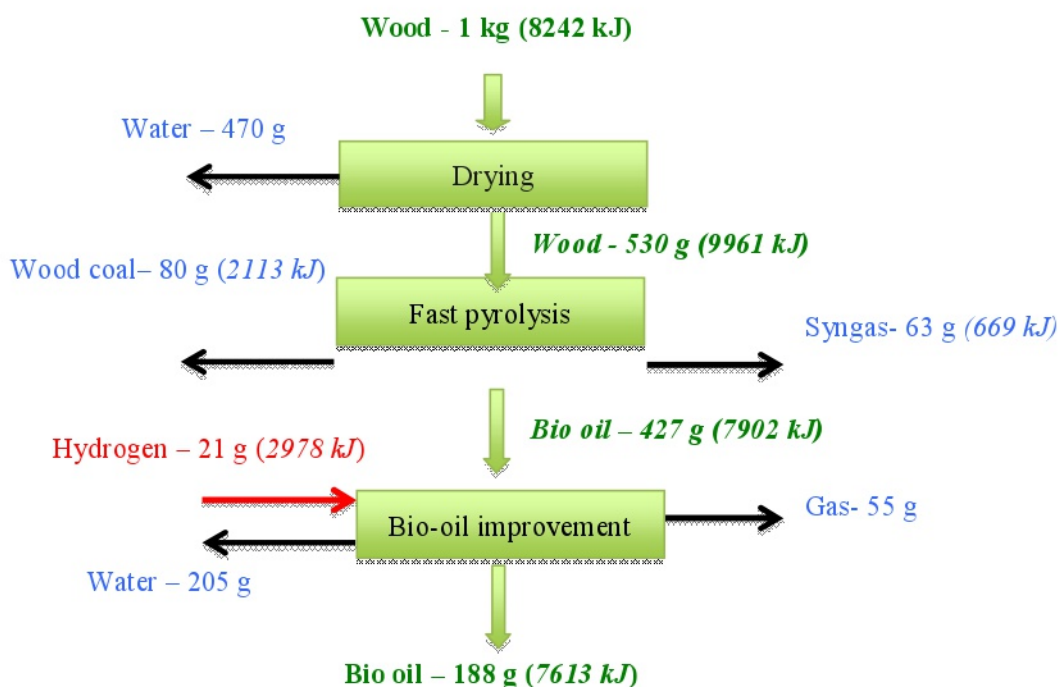 Wood - 1 kg (8242 kJ)
Water – 470 g
Drying
Wood - 530 g (9961 kJ)
Wood coal– 80 g (2113 kJ)
Fast pyrolysis
Syngas- 63 g (669 kJ)
Bio oil – 427 g (7902 kJ)
Hydrogen – 21 g (2978 kJ)
Gas- 55 g
Bio-oil improvement
Water – 205 g
Bio oil – 188 g (7613 kJ)